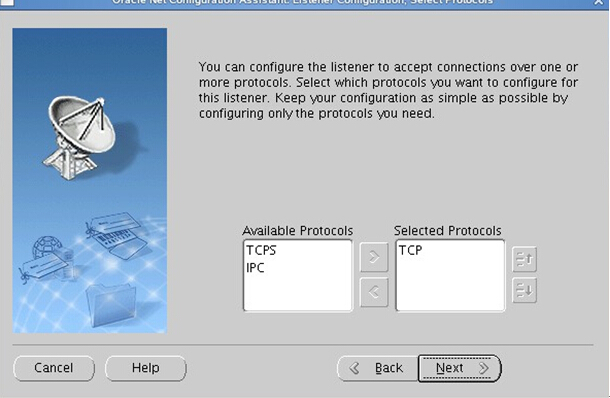 Oracle Net Configuration Assistant: Listener Configuration, Select Protocols
You can configure the listener to accept connections over one or
more protocols. Select which protocols you want to configure for
this listener. Keep your configuration as simple as possible by
configuring only the protocols you need.
Available Protocols
Selected Protocols
TCPS
TCP
IPC
Cancel
Help
Back
Next